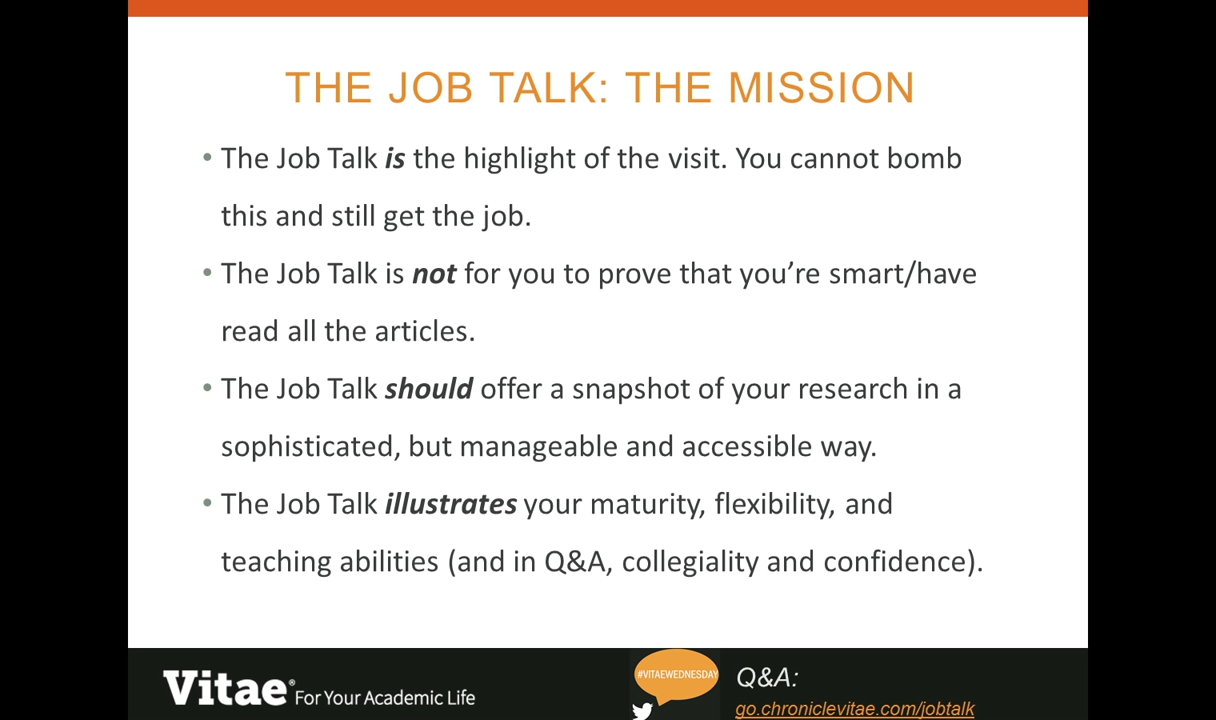 THE JOB TALK: THE MISSION
• The Job Talk is the highlight of the visit. You cannot bomb
this and still get the job.
• The Job Talk is not for you to prove that you’re smart/have
read all the articles.
• The Job Talk should offer a snapshot of your research in a
sophisticated, but manageable and accessible way.
• The Job Talk illustrates your maturity, flexibility, and
teaching abilities (and in Q&A, collegiality and confidence).
Vitae® For Your Academic Life
#VITAEWEDNESDAY
Q&A:
go.chroniclevitae.com/jobtalk